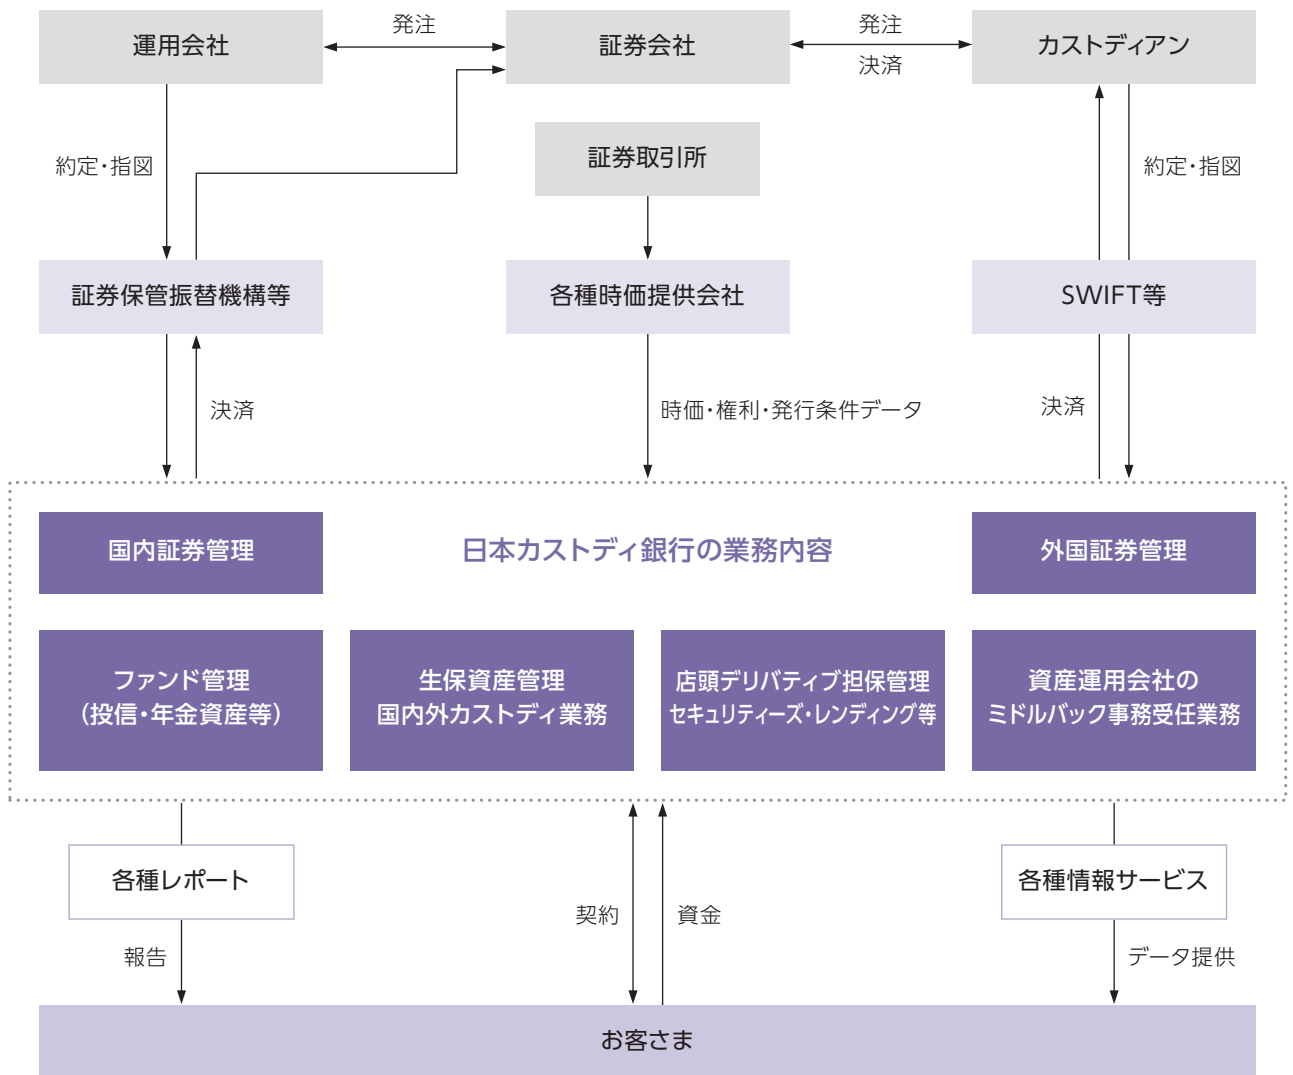 運用会社
発注
証券会社
発注
決済
カストディアン
証券取引所
約定・指図
約定・指図
証券保管振替機構等
各種時価提供会社
SWIFT等
決済
時価・権利・発行条件データ
決済
国内証券管理
日本カストディ銀行の業務内容
外国証券管理
ファンド管理
（投信・年金資産等）
生保資産管理
国内外カストディ業務
店頭デリバティブ担保管理
セキュリティーズ・レンディング等
資産運用会社の
ミドルバック事務受任業務
各種レポート
各種情報サービス
契約
資金
報告
データ提供
お客さま